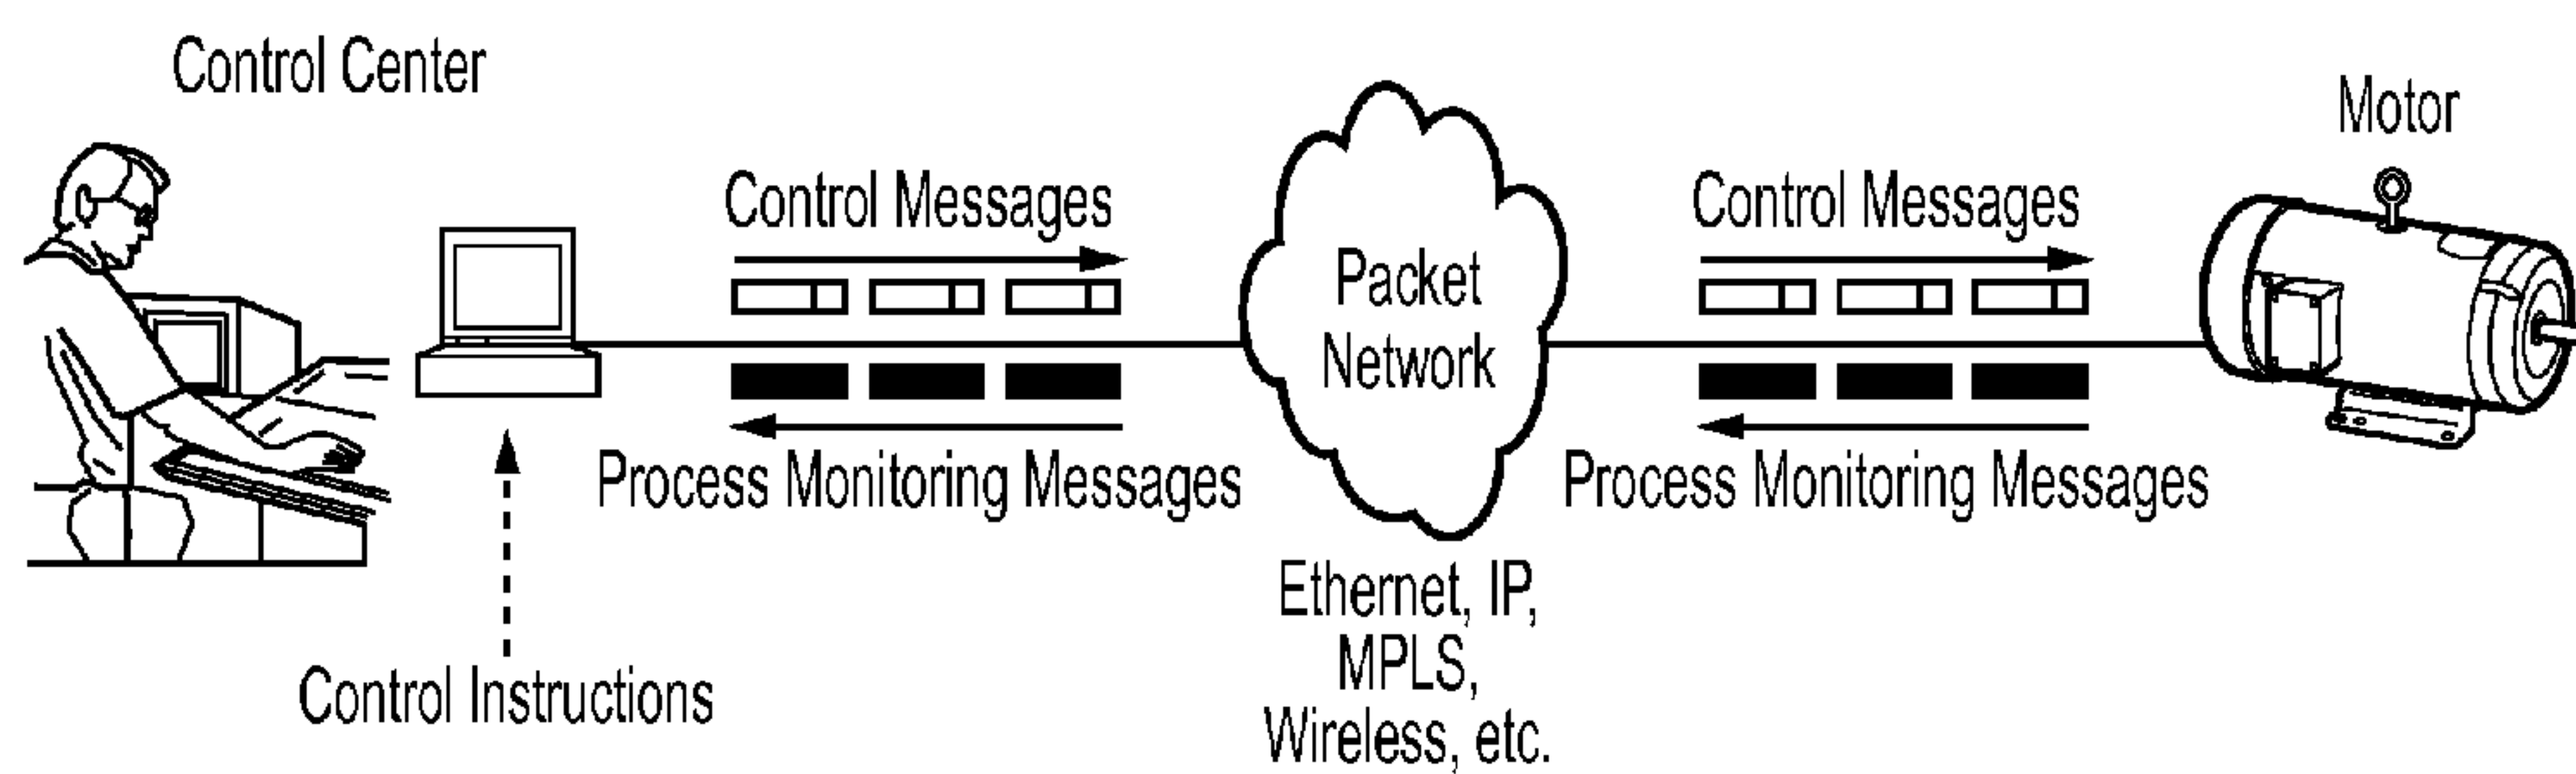 Control Center
Motor
Control Messages
Control Messages
Packet
Network
Process Monitoring Messages
Process Monitoring Messages
Ethernet, IP,
MPLS,
Wireless, etc.
Control Instructions